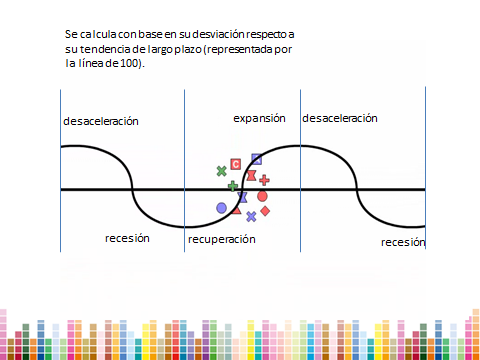 Se calcula con base en su desviación respecto a
su tendencia de largo plazo (representada por
la línea de 100).
desaceleración
expansión
desaceleración
C
recesión
recuperación
recesión